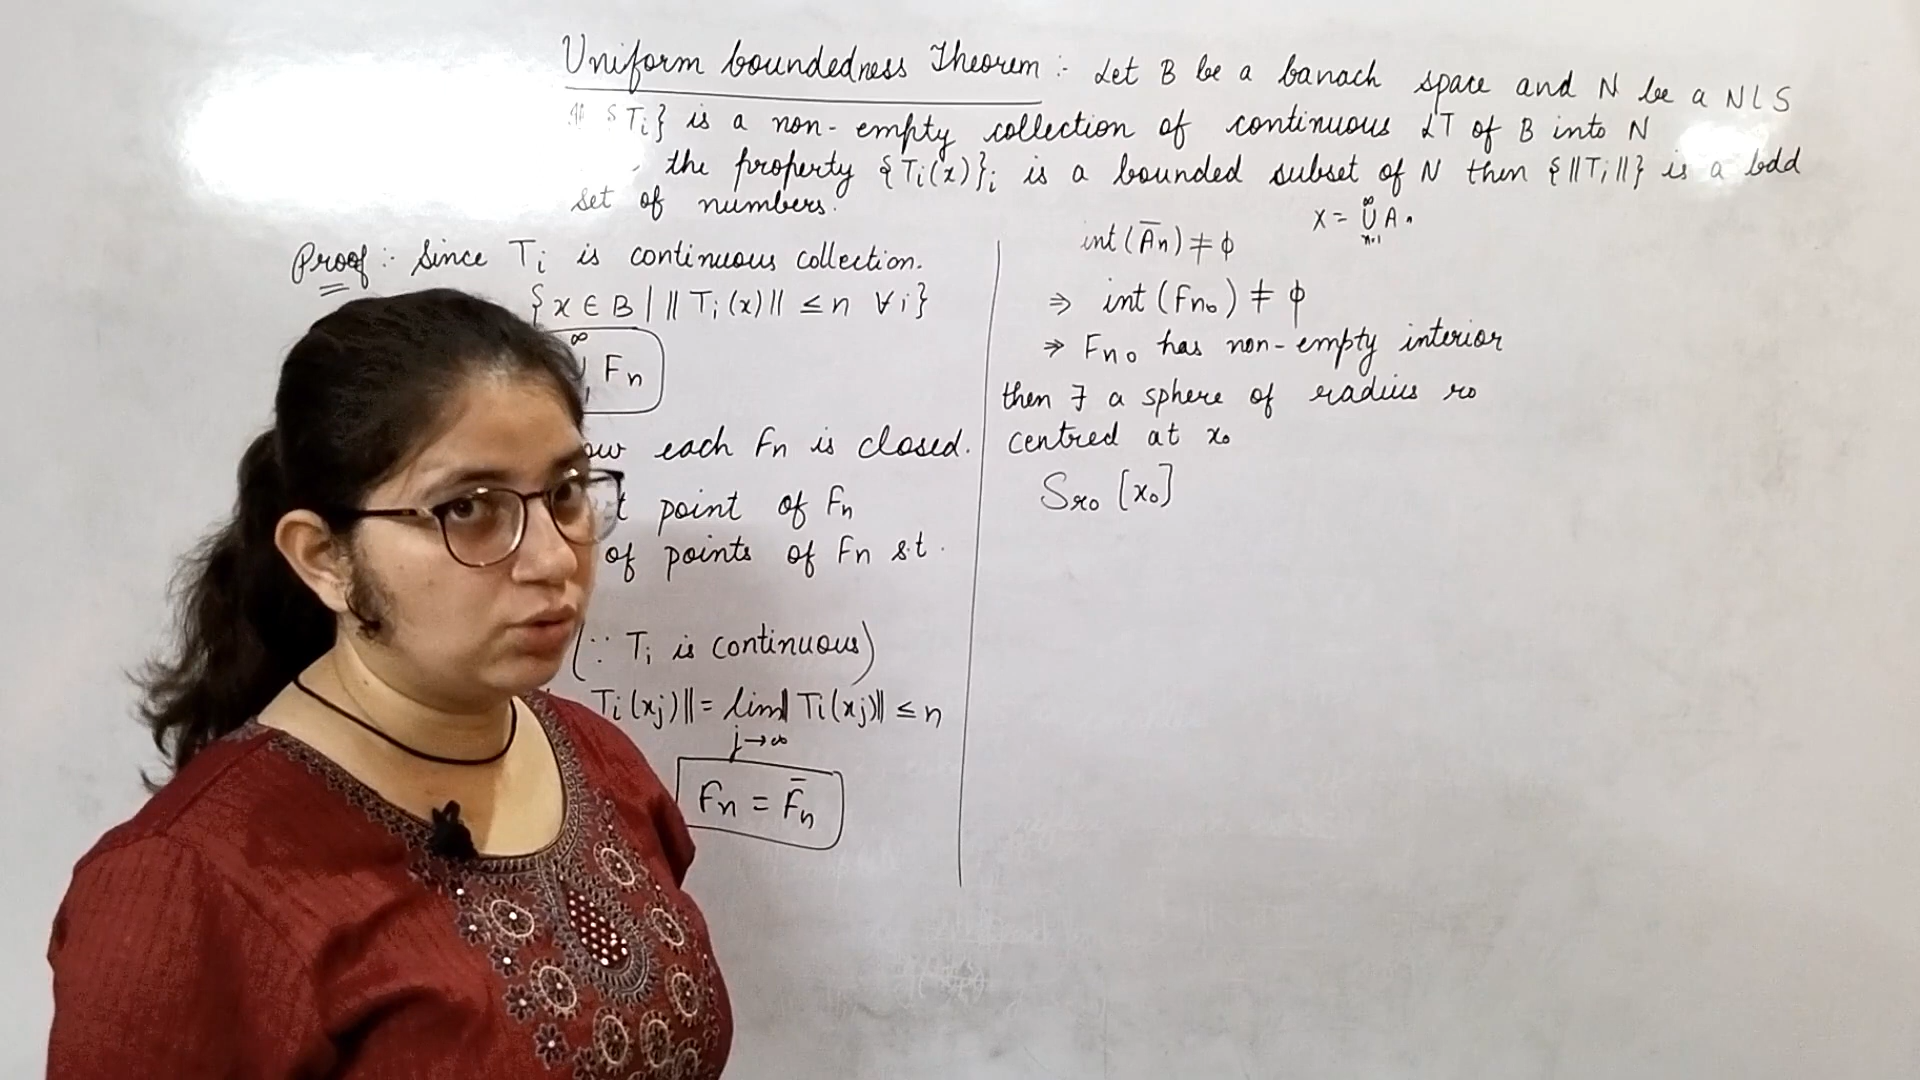 Uniform boundedness Theorem :- Let B be a banach space and N be a NLS
If {Ti} is a non-empty collection of continuous LT of B into N
the property {Ti(x)}i is a bounded subset of N then {||Ti||} is a bdd
set of numbers.
Proof :- Since Ti is continuous collection.
{x ∈ B | ||Ti(x)|| ≤ n ∀ i}
∞
Fn
each Fn is closed.
point of Fn
of points of Fn s.t.
(∵ Ti is continuous)
Ti(xj)|| = lim || Ti(xj)|| ≤ n
j→∞
Fn = F̅n
X = ∞∪n=1 An
int(A̅n) ≠ ϕ
⇒ int(Fn0) ≠ ϕ
⇒ Fn0 has non-empty interior
then ∃ a sphere of radius r0
centred at x0
Sr0 [x0]